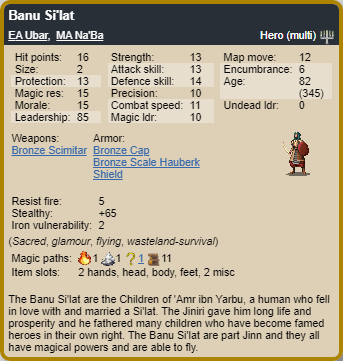 Banu Si'lat
EA Ubar, MA Na'Ba Hero (multi)
Hit points: 16 Strength: 13 Map move: 12
Size: 2 Attack skill: 13 Encumbrance: 6
Protection: 13 Defence skill: 14 Age: 82
Magic res: 15 Precision: 10 (345)
Morale: 15 Combat speed: 11 Undead ldr: 0
Leadership: 85 Magic ldr: 10
Weapons: Armor:
Bronze Scimitar Bronze Cap
Bronze Scale Hauberk
Shield
Resist fire: 5
Stealthy: +65
Iron vulnerability: 2
(Sacred, glamour, flying, wasteland-survival)
Magic paths: 1 1 ?1 11
Item slots: 2 hands, head, body, feet, 2 misc
The Banu Si'lat are the Children of 'Amr ibn Yarbu, a human who fell
in love with and married a Si'lat. The Jiniri gave him long life and
prosperity and he fathered many children who have become famed
heroes in their own right. The Banu Si'lat are part Jinn and they all
have magical powers and are able to fly.